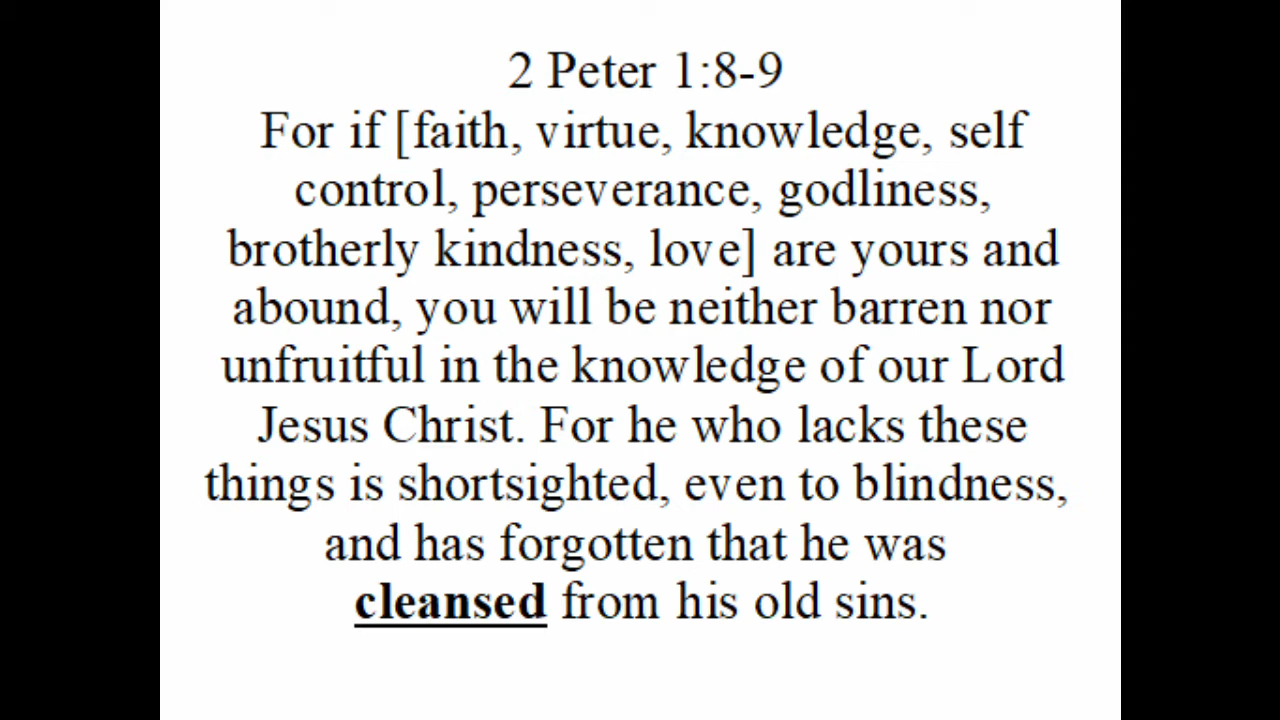 2 Peter 1:8-9
For if [faith, virtue, knowledge, self
control, perseverance, godliness,
brotherly kindness, love] are yours and
abound, you will be neither barren nor
unfruitful in the knowledge of our Lord
Jesus Christ. For he who lacks these
things is shortsighted, even to blindness,
and has forgotten that he was
cleansed from his old sins.